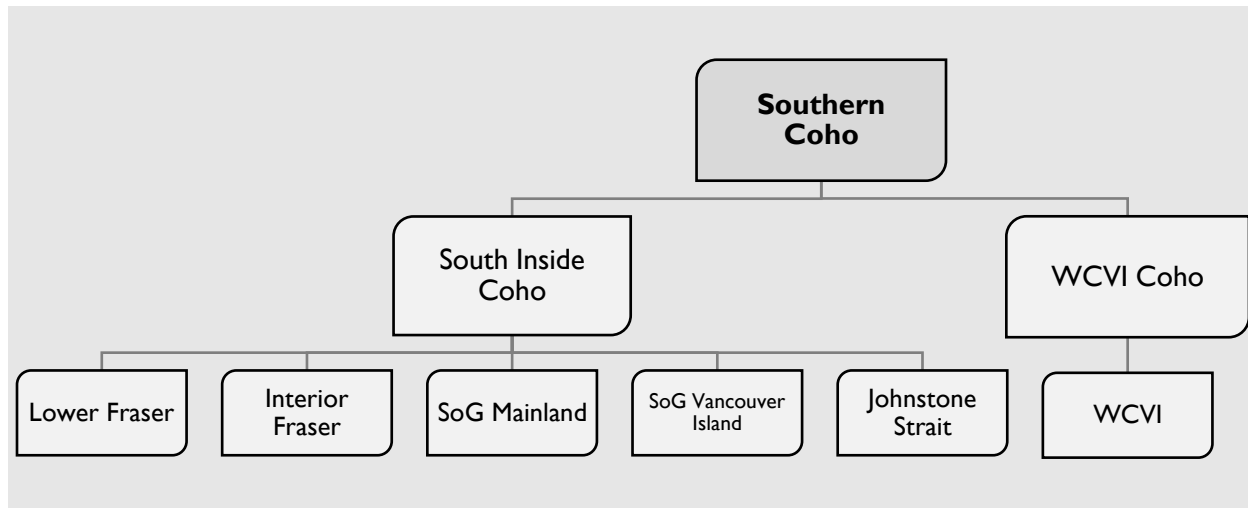 Southern
Coho
South Inside
Coho
WCVI Coho
Lower Fraser
Interior
Fraser
SoG Mainland
SoG Vancouver
Island
Johnstone
Strait
WCVI